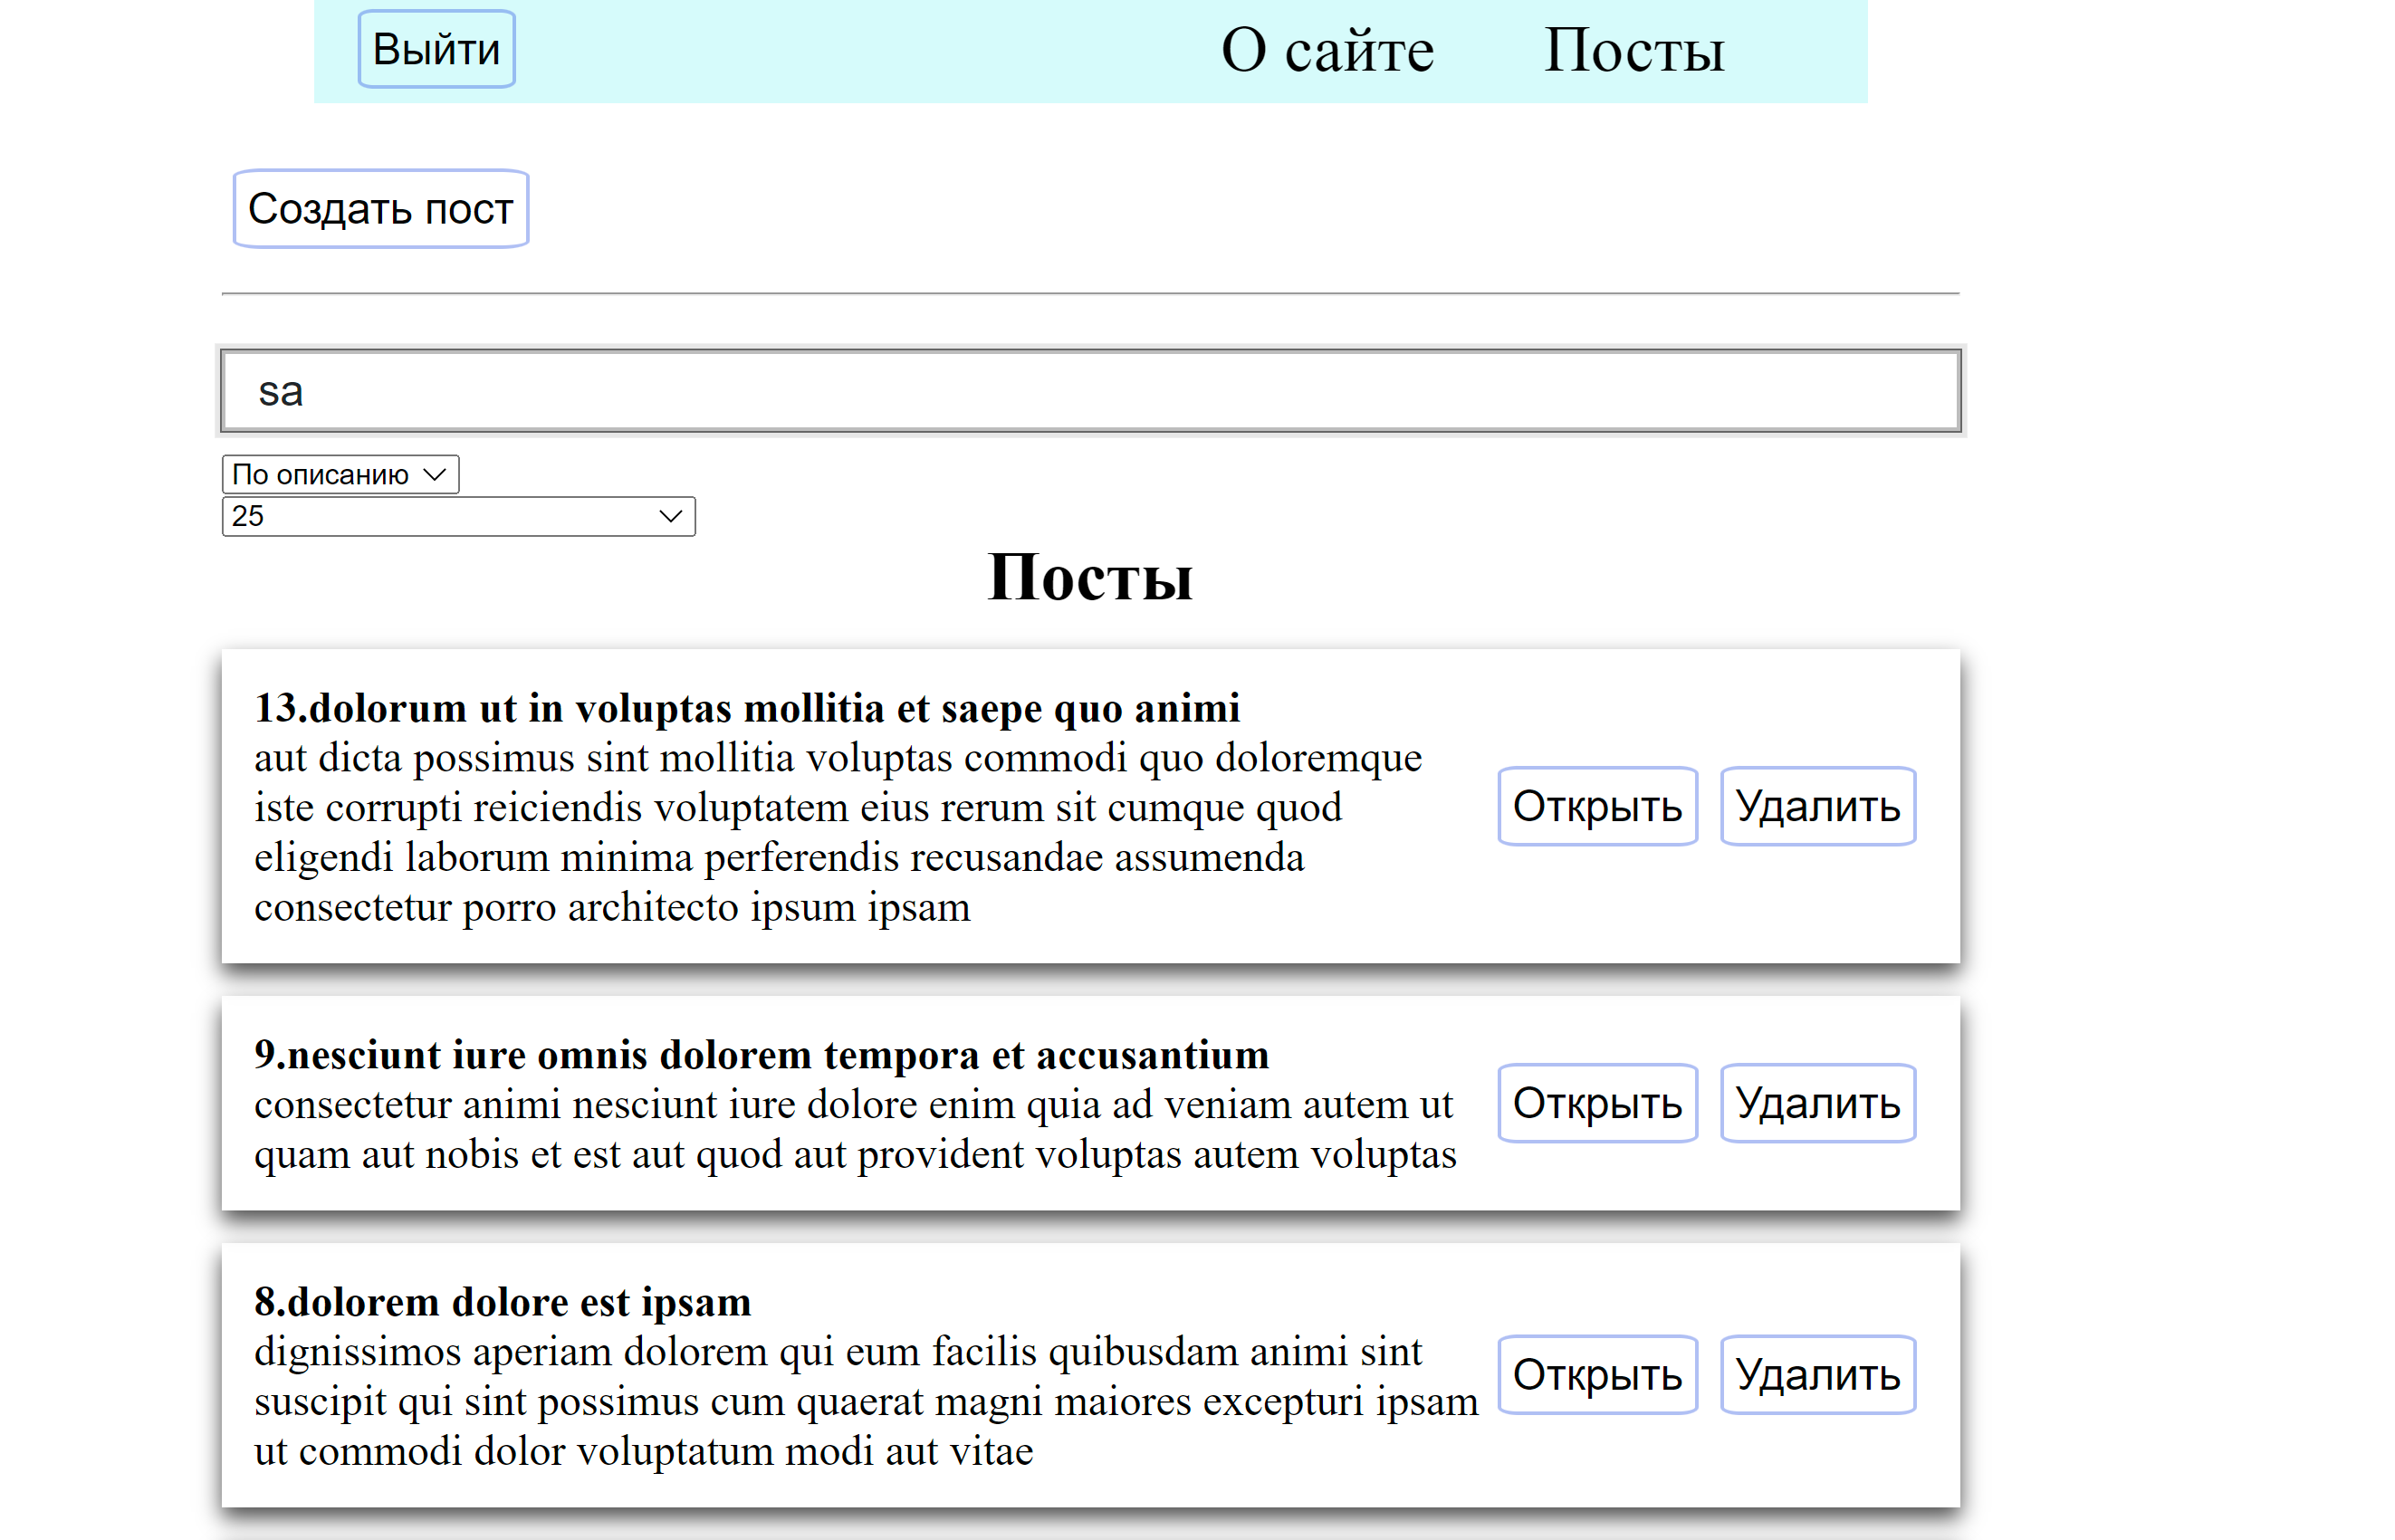 Выйти
О сайте
Посты
Создать пост
sa
По описанию
25
Посты
13.dolorum ut in voluptas mollitia et saepe quo animi
aut dicta possimus sint mollitia voluptas commodi quo doloremque
iste corrupti reiciendis voluptatem eius rerum sit cumque quod
eligendi laborum minima perferendis recusandae assumenda
consectetur porro architecto ipsum ipsam
Открыть
Удалить
9.nesciunt iure omnis dolorem tempora et accusantium
consectetur animi nesciunt iure dolore enim quia ad veniam autem ut
quam aut nobis et est aut quod aut provident voluptas autem voluptas
Открыть
Удалить
8.dolorem dolore est ipsam
dignissimos aperiam dolorem qui eum facilis quibusdam animi sint
suscipit qui sint possimus cum quaerat magni maiores excepturi ipsam
ut commodi dolor voluptatum modi aut vitae
Открыть
Удалить